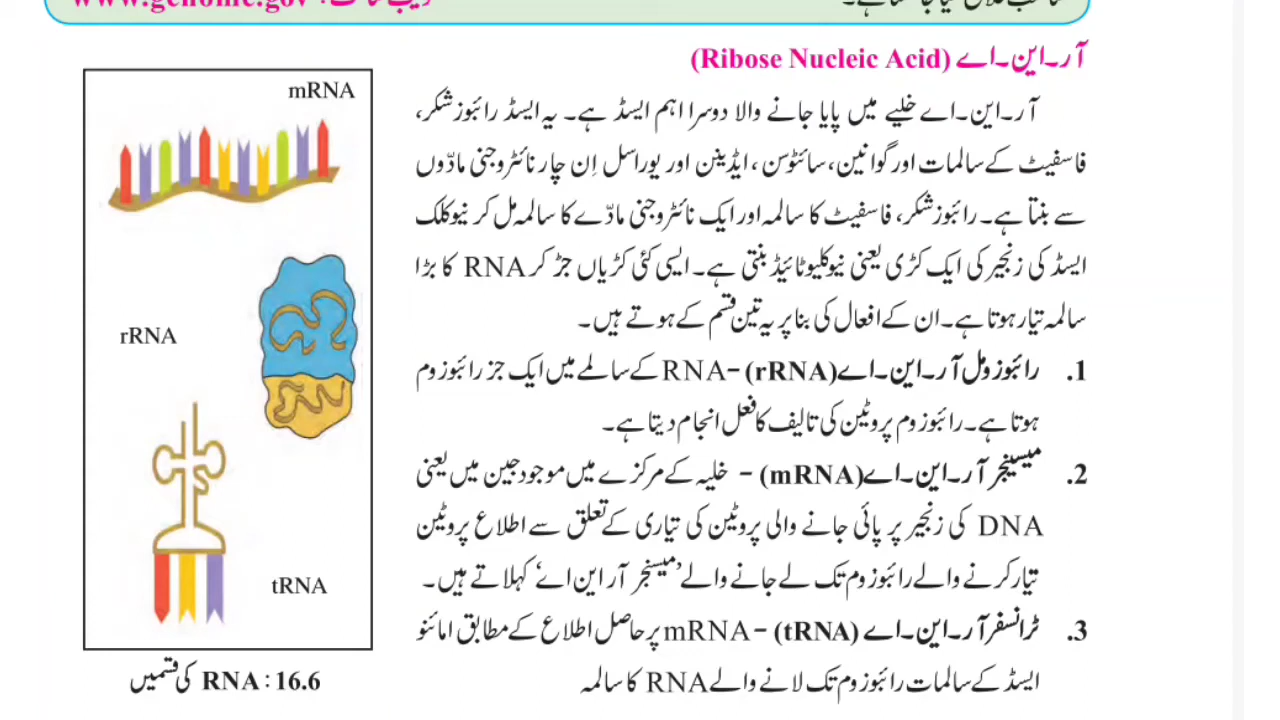 www.genome.gov
آر۔این۔اے (Ribose Nucleic Acid)
آر۔این۔اے خلیے میں پایا جانے والا دوسرا اہم ایسڈ ہے۔ یہ ایسڈ رائبوز شکر،
فاسفیٹ کے سالمات اور گوانین، سائٹوسن، ایڈینن اور یوراسل اِن چار نائٹروجنی مادّوں
سے بنتا ہے۔ رائبوز شکر، فاسفیٹ کا سالمہ اور ایک نائٹروجنی مادّے کا سالمہ مل کر نیوکلک
ایسڈ کی زنجیر کی ایک کڑی یعنی نیوکلیوٹائیڈ بنتی ہے۔ ایسی کئی کڑیاں جڑ کر RNA کا بڑا
سالمہ تیار ہوتا ہے۔ ان کے افعال کی بنا پر یہ تین قسم کے ہوتے ہیں۔
1. رائبوزومل آر۔این۔اے (rRNA) – RNA کے سالمے میں ایک جز رائبوزوم
ہوتا ہے۔ رائبوزوم پروٹین کی تالیف کا فعل انجام دیتا ہے۔
2. میسینجر آر۔این۔اے (mRNA) – خلیہ کے مرکزے میں موجود جین میں یعنی
DNA کی زنجیر پر پائی جانے والی پروٹین کی تیاری کے تعلق سے اطلاع پروٹین
تیار کرنے والے رائبوزوم تک لے جانے والے ’میسنجر آر این اے‘ کہلاتے ہیں۔
3. ٹرانسفر آر۔این۔اے (tRNA) – mRNA پر حاصل اطلاع کے مطابق امائنو
ایسڈ کے سالمات رائبوزوم تک لانے والے RNA کا سالمہ
mRNA
rRNA
tRNA
16.6 : RNA کی قسمیں